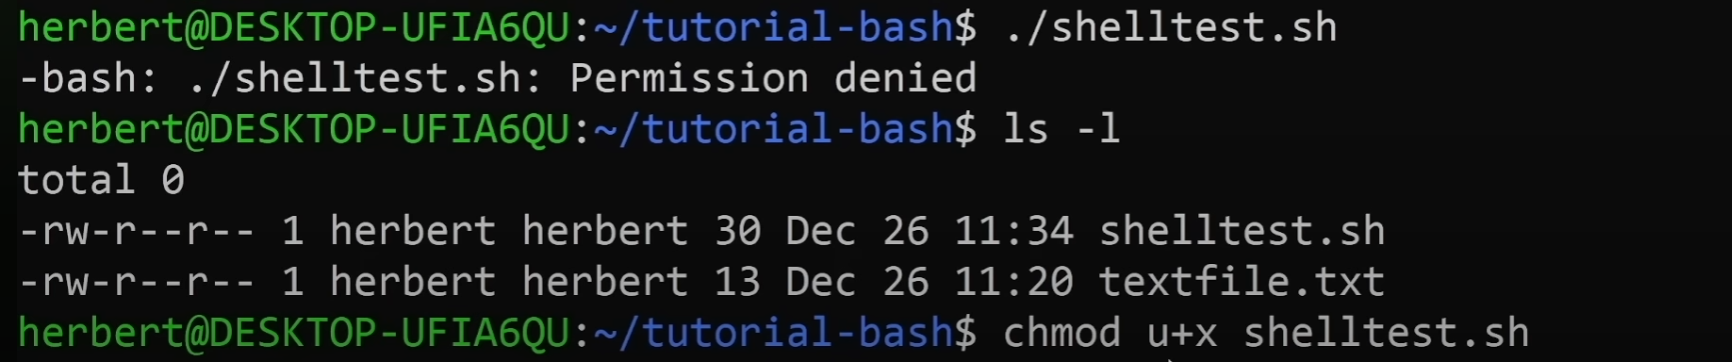 herbert@DESKTOP-UFIA6QU:~/tutorial-bash$ ./shelltest.sh
-bash: ./shelltest.sh: Permission denied
herbert@DESKTOP-UFIA6QU:~/tutorial-bash$ ls -l
total 0
-rw-r--r-- 1 herbert herbert 30 Dec 26 11:34 shelltest.sh
-rw-r--r-- 1 herbert herbert 13 Dec 26 11:20 textfile.txt
herbert@DESKTOP-UFIA6QU:~/tutorial-bash$ chmod u+x shelltest.sh